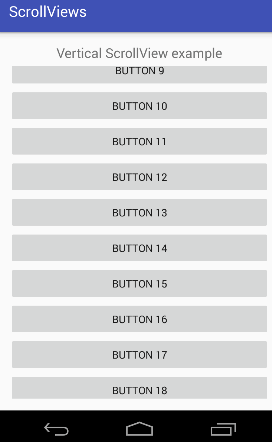 ScrollViews
Vertical ScrollView example
BUTTON 9
BUTTON 10
BUTTON 11
BUTTON 12
BUTTON 13
BUTTON 14
BUTTON 15
BUTTON 16
BUTTON 17
BUTTON 18